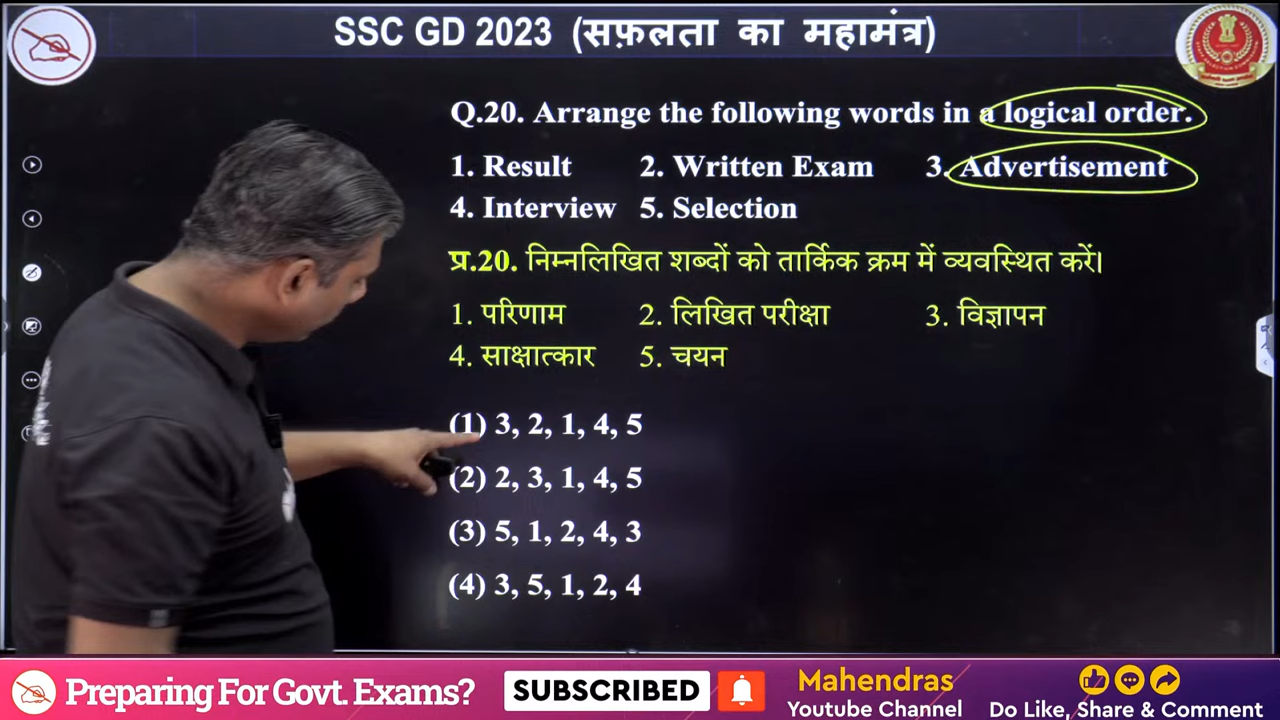 SSC GD 2023 (सफ़लता का महामंत्र)
Q.20. Arrange the following words in a logical order.
1. Result 2. Written Exam 3. Advertisement
4. Interview 5. Selection
प्र.20. निम्नलिखित शब्दों को तार्किक क्रम में व्यवस्थित करें।
1. परिणाम 2. लिखित परीक्षा 3. विज्ञापन
4. साक्षात्कार 5. चयन
(1) 3, 2, 1, 4, 5
(2) 2, 3, 1, 4, 5
(3) 5, 1, 2, 4, 3
(4) 3, 5, 1, 2, 4
Preparing For Govt. Exams?
SUBSCRIBED
Mahendras
Youtube Channel
Do Like, Share & Comment